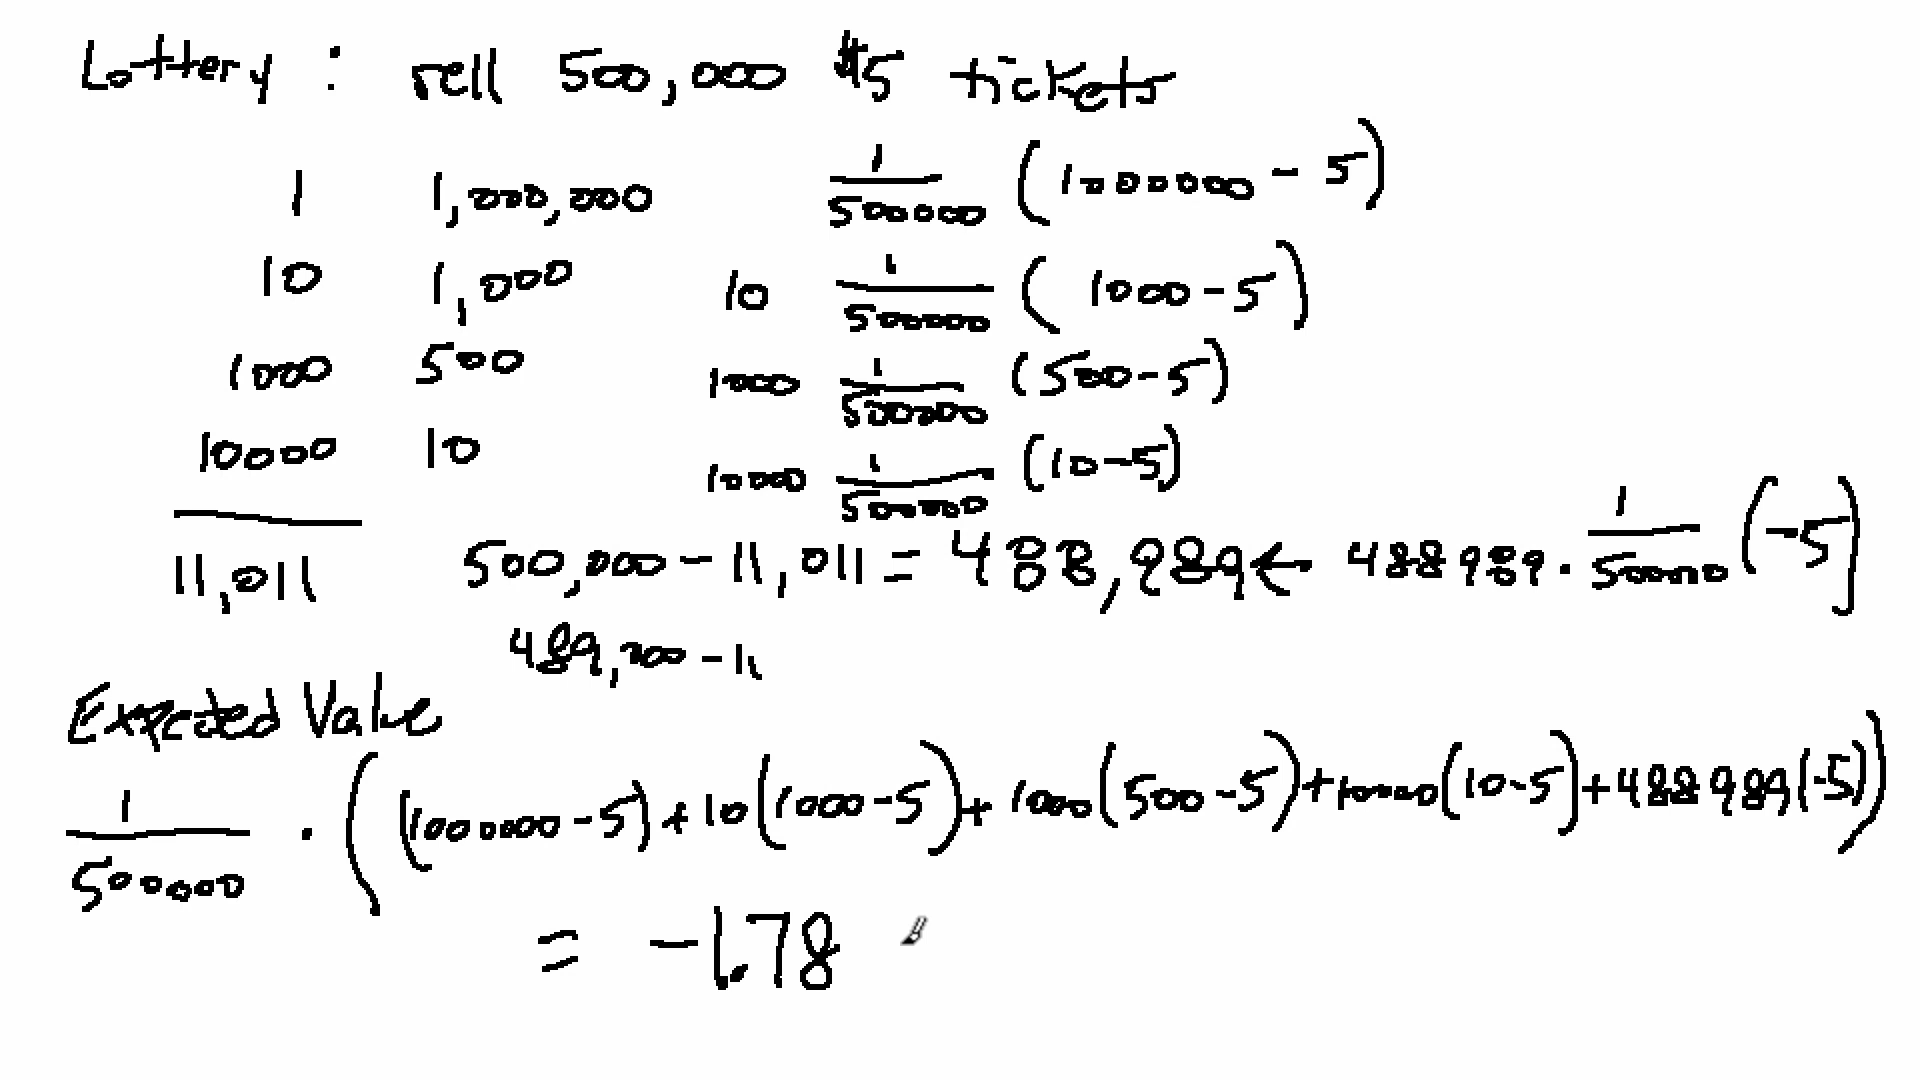 Lottery : sell 500,000 $5 tickets
1 1,000,000 1/500000 (1000000 - 5)
10 1,000 10 1/500000 (1000 - 5)
1000 500 1000 1/500000 (500 - 5)
10000 10 10000 1/500000 (10 - 5)
11,011 500,000 - 11,011 = 488,989 ← 488989 · 1/500000 (-5)
489,000 - 11
Expected Value
1/500000 · ((1000000 - 5) + 10(1000 - 5) + 1000(500 - 5) + 10000(10 - 5) + 488989(-5))
= -1.78